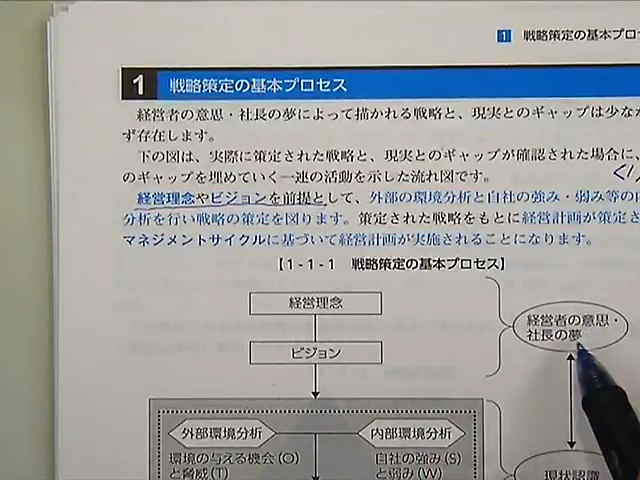 1 戦略策定の基本プロ
1 戦略策定の基本プロセス
経営者の意思・社長の夢によって描かれる戦略と、現実とのギャップは少な
ず存在します。
下の図は、実際に策定された戦略と、現実とのギャップが確認された場合に、
のギャップを埋めていく一連の活動を示した流れ図です。
経営理念やビジョンを前提として、外部の環境分析と自社の強み・弱み等の
分析を行い戦略の策定を図ります。策定された戦略をもとに経営計画が策定さ
マネジメントサイクルに基づいて経営計画が実施されることになります。
【1-1-1 戦略策定の基本プロセス】
経営理念
ビジョン
経営者の意思・
社長の夢
外部環境分析
内部環境分析
環境の与える機会(O)
と脅威(T)
自社の強み(S)
と弱み(W)
現状認識